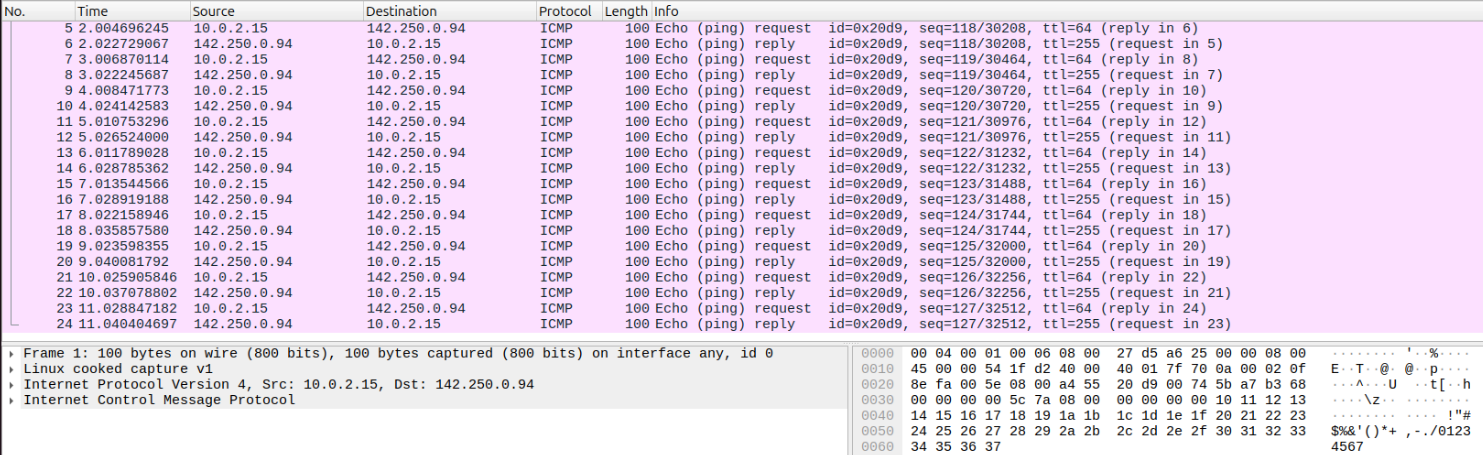 No. Time Source Destination Protocol Length Info
5 2.004696245 10.0.2.15 142.250.0.94 ICMP 100 Echo (ping) request id=0x20d9, seq=118/30208, ttl=64 (reply in 6)
6 2.022729067 142.250.0.94 10.0.2.15 ICMP 100 Echo (ping) reply id=0x20d9, seq=118/30208, ttl=255 (request in 5)
7 3.006870114 10.0.2.15 142.250.0.94 ICMP 100 Echo (ping) request id=0x20d9, seq=119/30464, ttl=64 (reply in 8)
8 3.022245687 142.250.0.94 10.0.2.15 ICMP 100 Echo (ping) reply id=0x20d9, seq=119/30464, ttl=255 (request in 7)
9 4.008471773 10.0.2.15 142.250.0.94 ICMP 100 Echo (ping) request id=0x20d9, seq=120/30720, ttl=64 (reply in 10)
10 4.024142583 142.250.0.94 10.0.2.15 ICMP 100 Echo (ping) reply id=0x20d9, seq=120/30720, ttl=255 (request in 9)
11 5.010753296 10.0.2.15 142.250.0.94 ICMP 100 Echo (ping) request id=0x20d9, seq=121/30976, ttl=64 (reply in 12)
12 5.026524000 142.250.0.94 10.0.2.15 ICMP 100 Echo (ping) reply id=0x20d9, seq=121/30976, ttl=255 (request in 11)
13 6.011789028 10.0.2.15 142.250.0.94 ICMP 100 Echo (ping) request id=0x20d9, seq=122/31232, ttl=64 (reply in 14)
14 6.028785362 142.250.0.94 10.0.2.15 ICMP 100 Echo (ping) reply id=0x20d9, seq=122/31232, ttl=255 (request in 13)
15 7.013544566 10.0.2.15 142.250.0.94 ICMP 100 Echo (ping) request id=0x20d9, seq=123/31488, ttl=64 (reply in 16)
16 7.028919188 142.250.0.94 10.0.2.15 ICMP 100 Echo (ping) reply id=0x20d9, seq=123/31488, ttl=255 (request in 15)
17 8.022158946 10.0.2.15 142.250.0.94 ICMP 100 Echo (ping) request id=0x20d9, seq=124/31744, ttl=64 (reply in 18)
18 8.035857580 142.250.0.94 10.0.2.15 ICMP 100 Echo (ping) reply id=0x20d9, seq=124/31744, ttl=255 (request in 17)
19 9.023598355 10.0.2.15 142.250.0.94 ICMP 100 Echo (ping) request id=0x20d9, seq=125/32000, ttl=64 (reply in 20)
20 9.040081792 142.250.0.94 10.0.2.15 ICMP 100 Echo (ping) reply id=0x20d9, seq=125/32000, ttl=255 (request in 19)
21 10.025905846 10.0.2.15 142.250.0.94 ICMP 100 Echo (ping) request id=0x20d9, seq=126/32256, ttl=64 (reply in 22)
22 10.037078802 142.250.0.94 10.0.2.15 ICMP 100 Echo (ping) reply id=0x20d9, seq=126/32256, ttl=255 (request in 21)
23 11.028847182 10.0.2.15 142.250.0.94 ICMP 100 Echo (ping) request id=0x20d9, seq=127/32512, ttl=64 (reply in 24)
24 11.040404697 142.250.0.94 10.0.2.15 ICMP 100 Echo (ping) reply id=0x20d9, seq=127/32512, ttl=255 (request in 23)
Frame 1: 100 bytes on wire (800 bits), 100 bytes captured (800 bits) on interface any, id 0
Linux cooked capture v1
Internet Protocol Version 4, Src: 10.0.2.15, Dst: 142.250.0.94
Internet Control Message Protocol
0000 00 04 00 01 00 06 08 00 27 d5 a6 25 00 00 08 00 ········ '··%····
0010 45 00 00 54 1f d2 40 00 40 01 7f 70 0a 00 02 0f E··T··@· @··p····
0020 8e fa 00 5e 08 00 a4 55 20 d9 00 74 5b a7 b3 68 ···^···U ··t[··h
0030 00 00 00 00 5c 7a 08 00 00 00 00 00 10 11 12 13 ····\z·· ········
0040 14 15 16 17 18 19 1a 1b 1c 1d 1e 1f 20 21 22 23 ········ ···· !"#
0050 24 25 26 27 28 29 2a 2b 2c 2d 2e 2f 30 31 32 33 $%&'()*+ ,-./0123
0060 34 35 36 37 4567